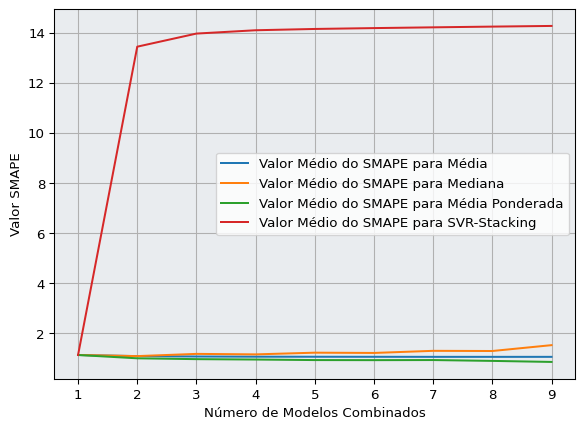 14
12
10
8
6
4
2
Valor SMAPE
Valor Médio do SMAPE para Média
Valor Médio do SMAPE para Mediana
Valor Médio do SMAPE para Média Ponderada
Valor Médio do SMAPE para SVR-Stacking
1 2 3 4 5 6 7 8 9
Número de Modelos Combinados